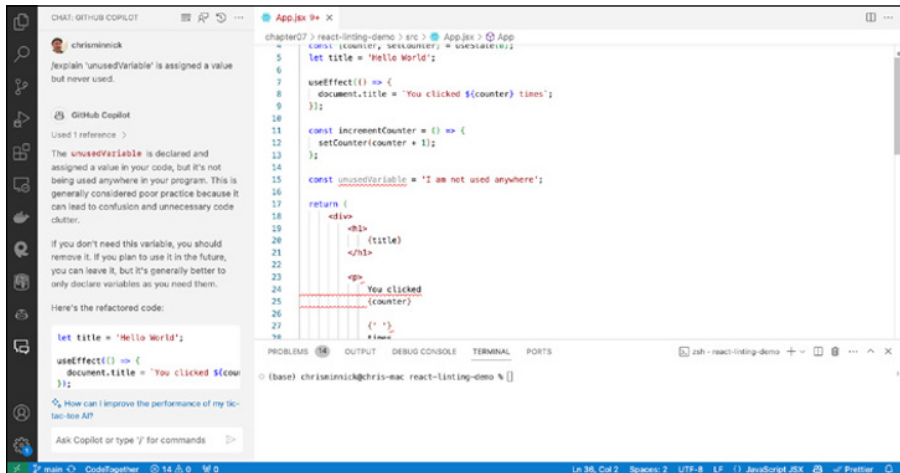 CHAT: GITHUB COPILOT
chrisminnick
/explain 'unusedVariable' is assigned a value
but never used.
GitHub Copilot
Used 1 reference >
The unusedVariable is declared and
assigned a value in your code, but it's not
being used anywhere in your program. This is
generally considered poor practice because it
can lead to confusion and unnecessary code
clutter.
If you don't need this variable, you should
remove it. If you plan to use it in the future,
you can leave it, but it's generally better to
only declare variables as you need them.
Here's the refactored code:
let title = 'Hello World';
useEffect(() => {
document.title = `You clicked ${coun
});
How can I improve the performance of my tic-
tac-toe AI?
Ask Copilot or type '/' for commands
App.jsx 9+ ×
chapter07 > react-linting-demo > src > App.jsx > App
4 const [counter, setCounter] = useState(0);
5 let title = 'Hello World';
6
7 useEffect(() => {
8 document.title = `You clicked ${counter} times`;
9 });
10
11 const incrementCounter = () => {
12 setCounter(counter + 1);
13 };
14
15 const unusedVariable = 'I am not used anywhere';
16
17 return (
18 <div>
19 <h1>
20 {title}
21 </h1>
22
23 <p>
24 You clicked
25 {counter}
26
27 {' '}
28 times
PROBLEMS 14 OUTPUT DEBUG CONSOLE TERMINAL PORTS
zsh - react-linting-demo
(base) chrisminnick@chris-mac react-linting-demo %
main CodeTogether 14 0 0 Ln 36, Col 2 Spaces: 2 UTF-8 LF {} JavaScript JSX Prettier